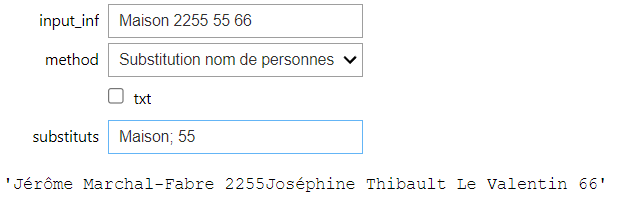 input_inf Maison 2255 55 66
method Substitution nom de personnes
txt
substituts Maison; 55
'Jérôme Marchal-Fabre 2255Joséphine Thibault Le Valentin 66'